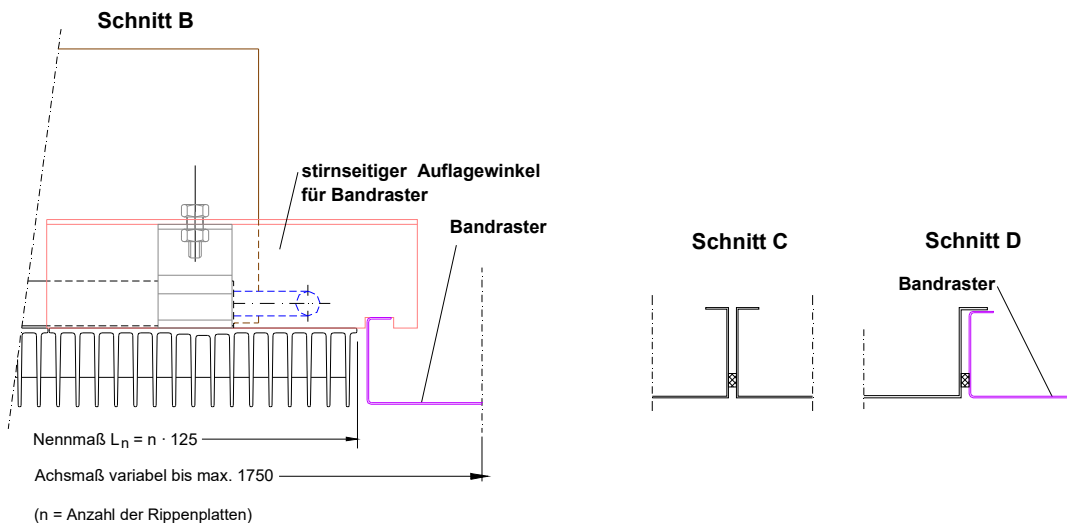 Schnitt B
stirnseitiger Auflagewinkel
für Bandraster
Bandraster
Schnitt C
Schnitt D
Bandraster
Nennmaß Ln = n · 125
Achsmaß variabel bis max. 1750
(n = Anzahl der Rippenplatten)